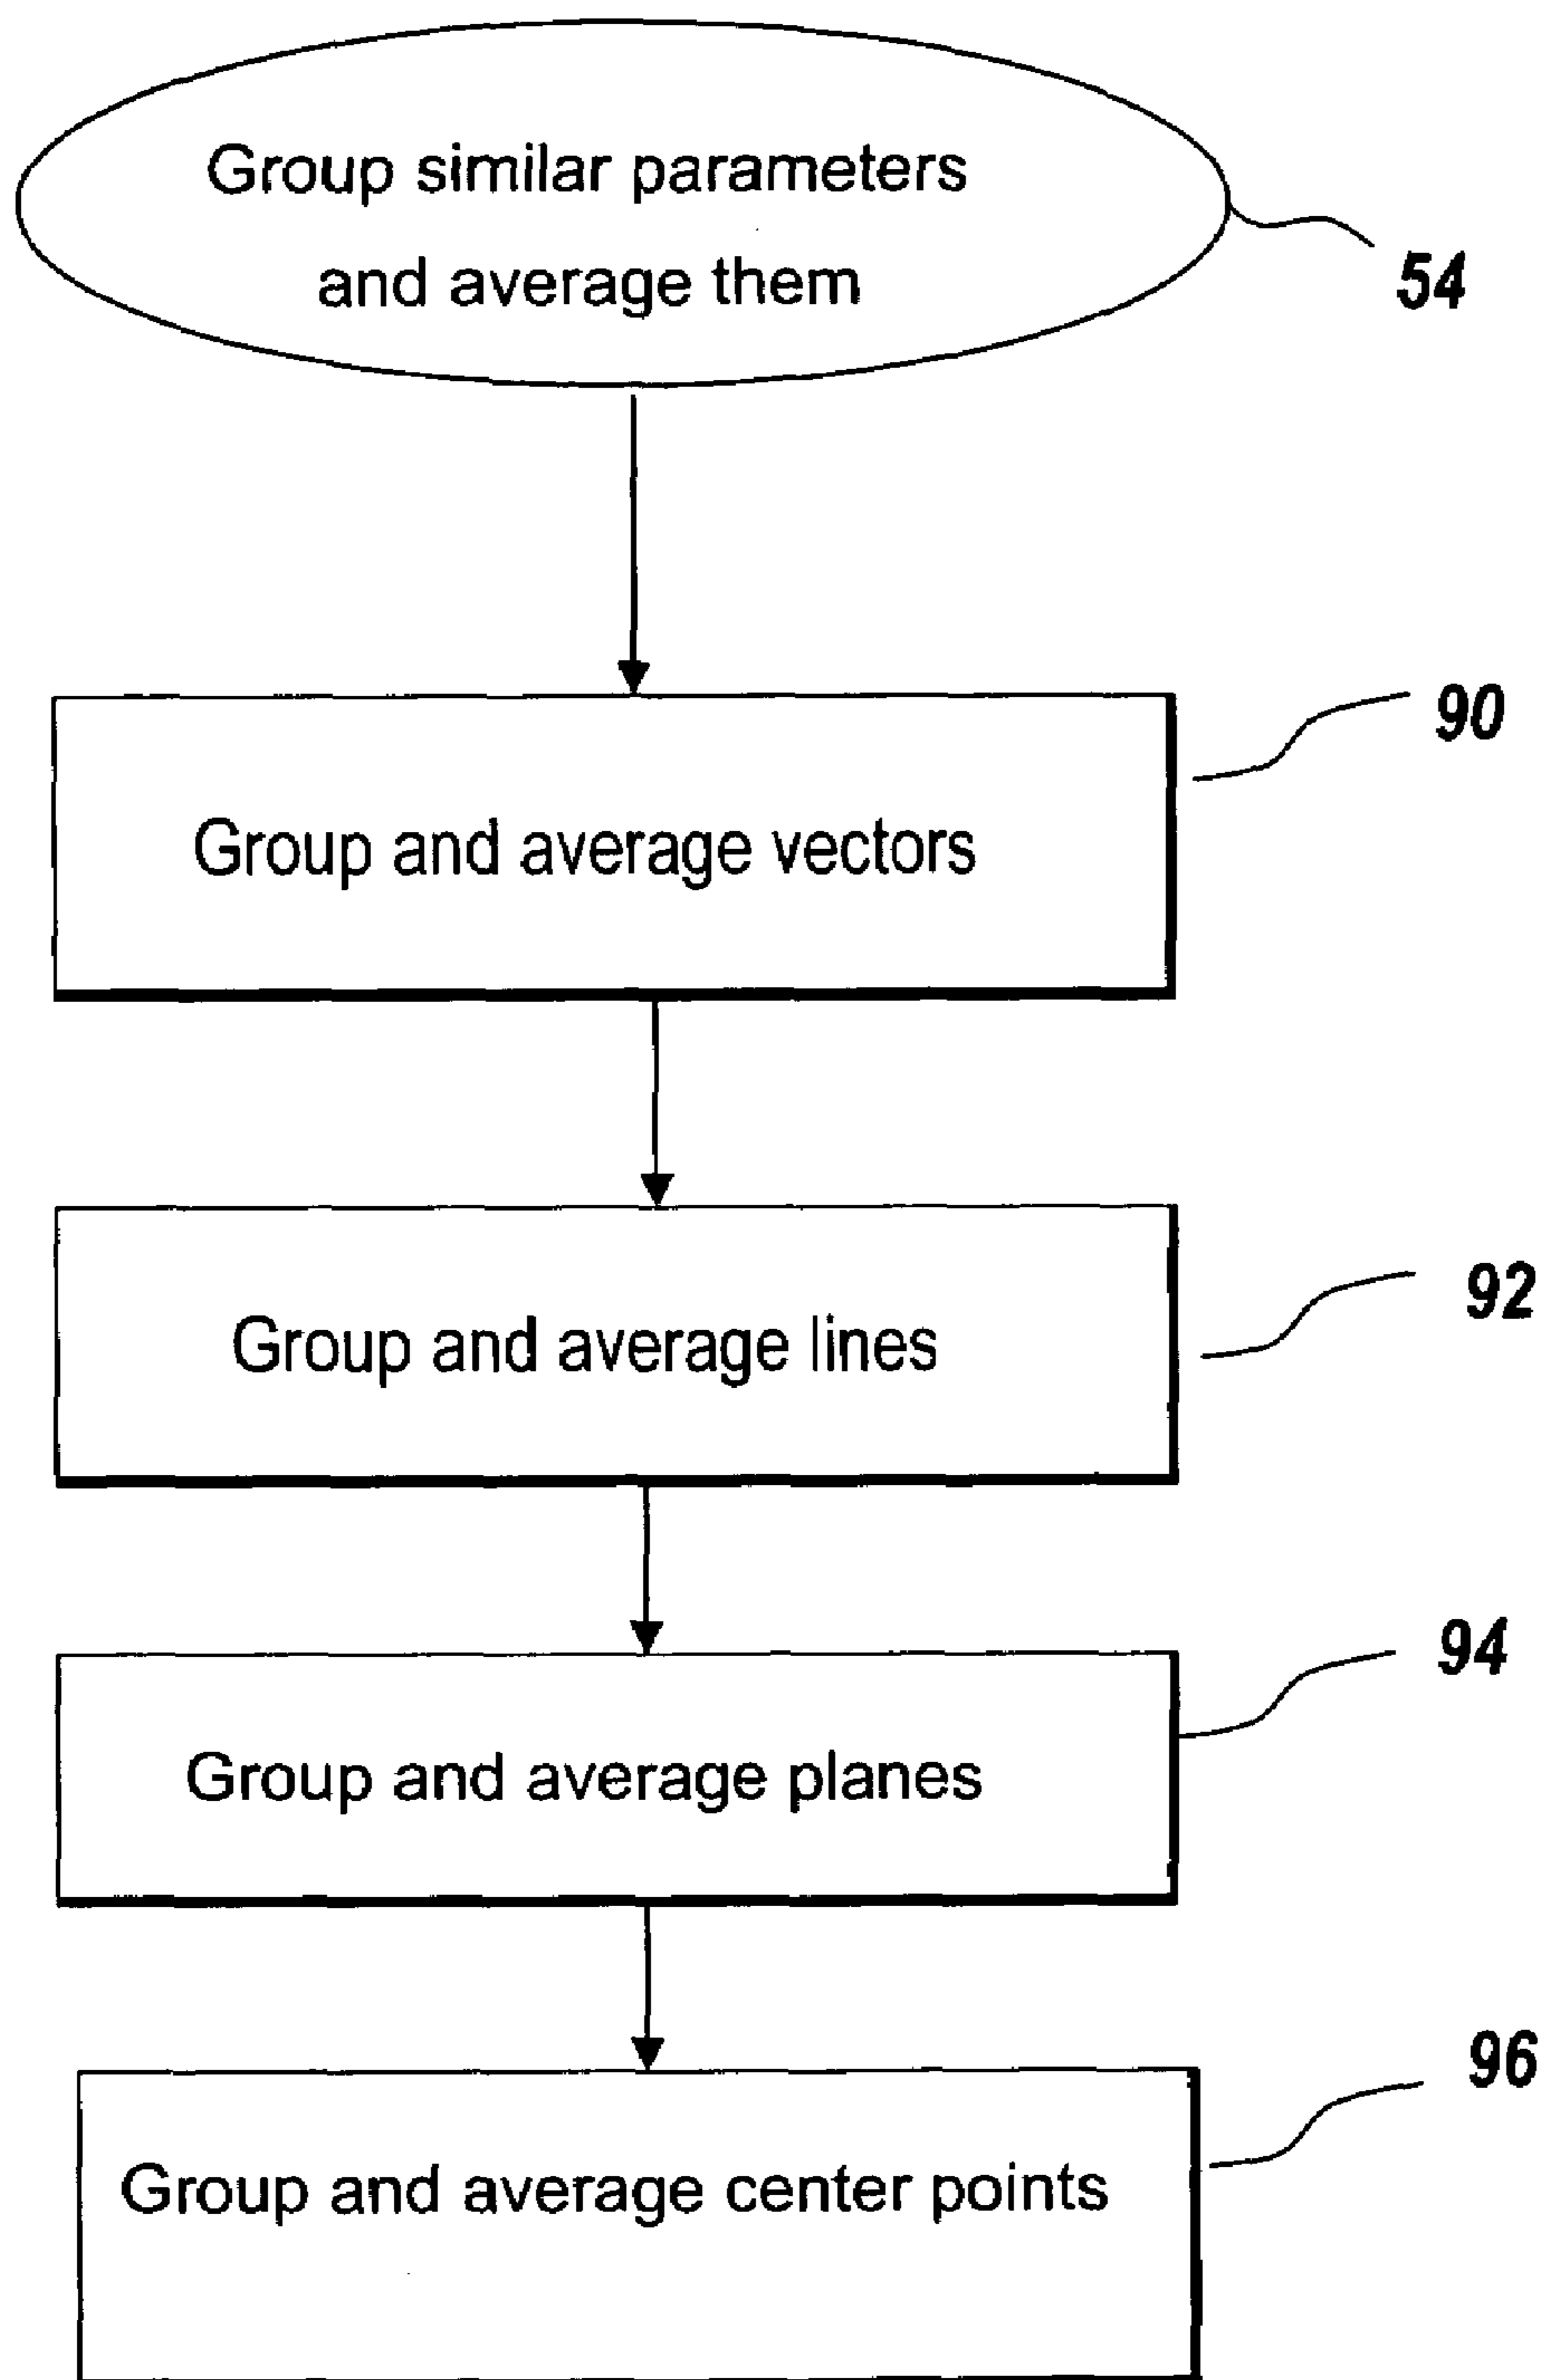 Group similar parameters
and average them
54
90
Group and average vectors
92
Group and average lines
94
Group and average planes
96
Group and average center points